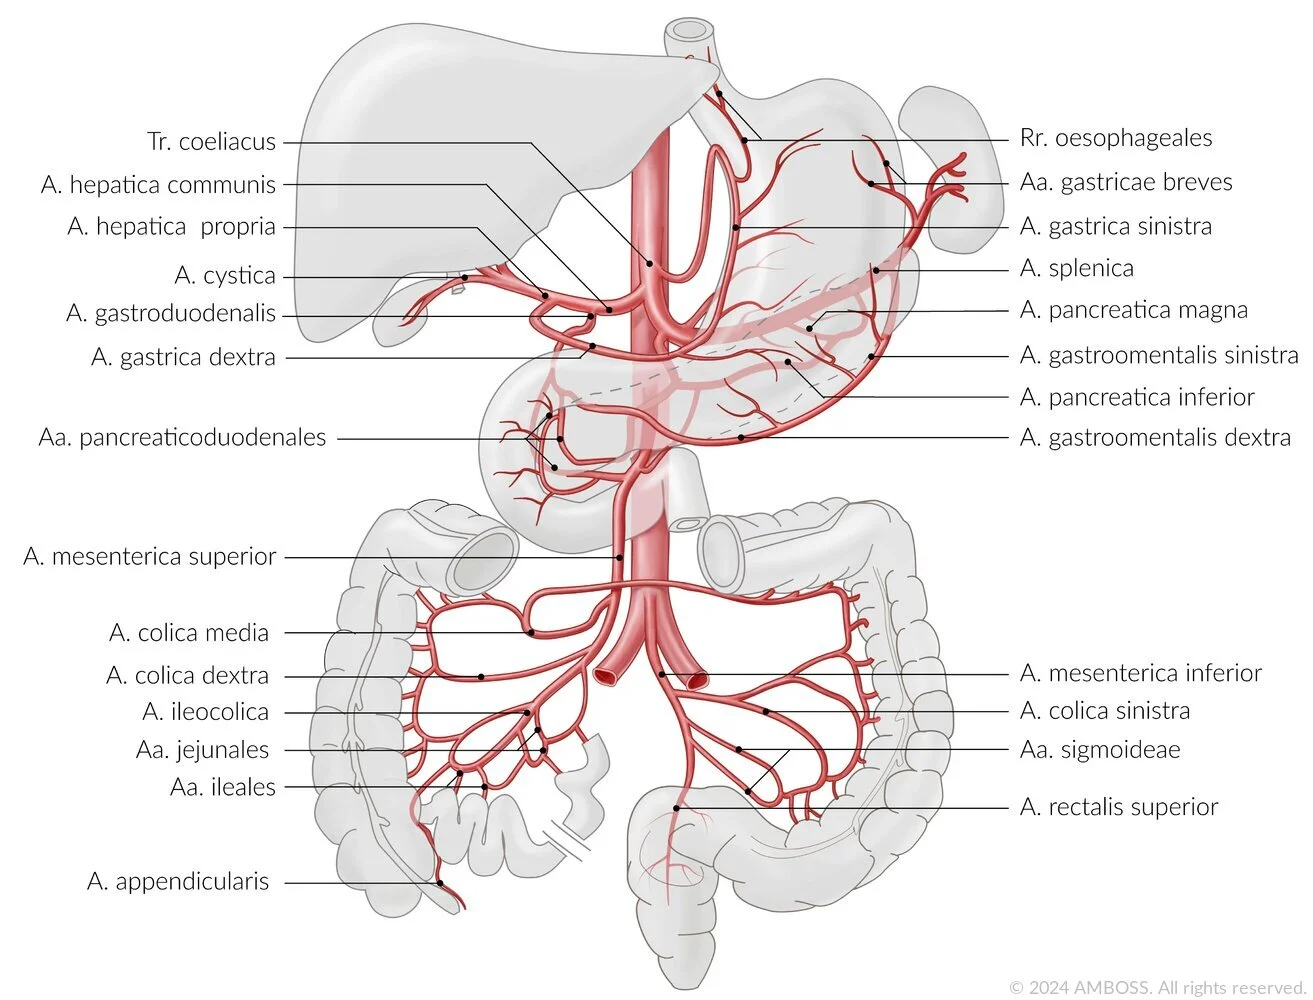 Tr. coeliacus
A. hepatica communis
A. hepatica propria
A. cystica
A. gastroduodenalis
A. gastrica dextra
Aa. pancreaticoduodenales
A. mesenterica superior
A. colica media
A. colica dextra
A. ileocolica
Aa. jejunales
Aa. ileales
A. appendicularis
Rr. oesophageales
Aa. gastricae breves
A. gastrica sinistra
A. splenica
A. pancreatica magna
A. gastroomentalis sinistra
A. pancreatica inferior
A. gastroomentalis dextra
A. mesenterica inferior
A. colica sinistra
Aa. sigmoideae
A. rectalis superior
© 2024 AMBOSS. All rights reserved.